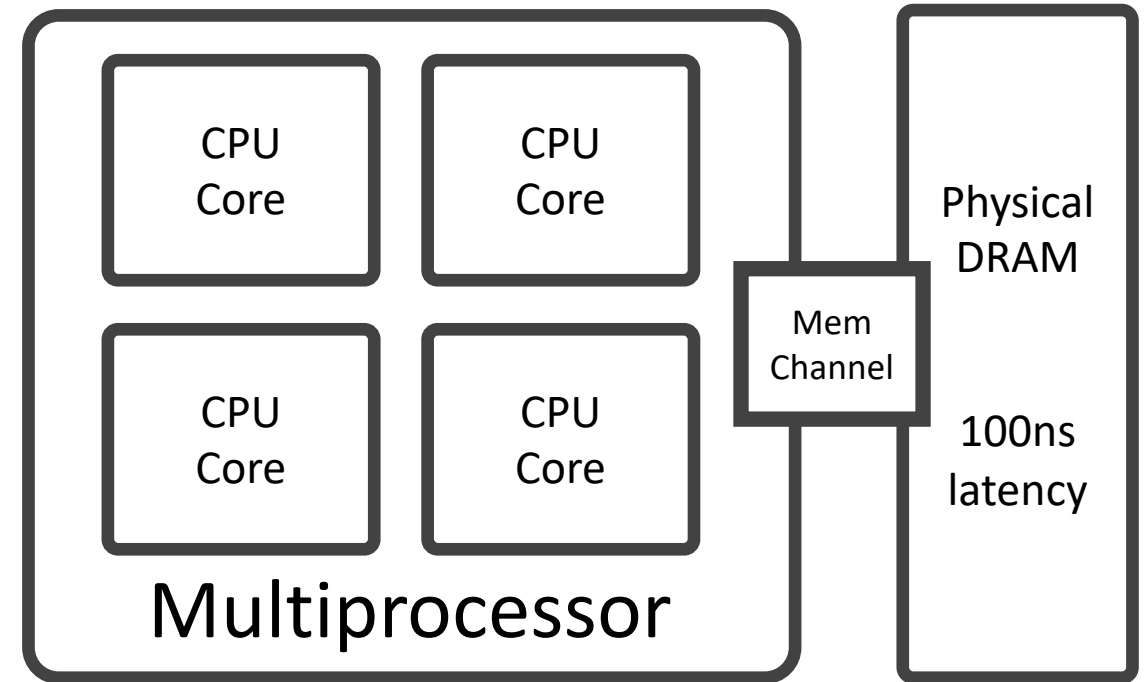 CPU
Core
CPU
Core
CPU
Core
CPU
Core
Multiprocessor
Mem
Channel
Physical
DRAM
100ns
latency